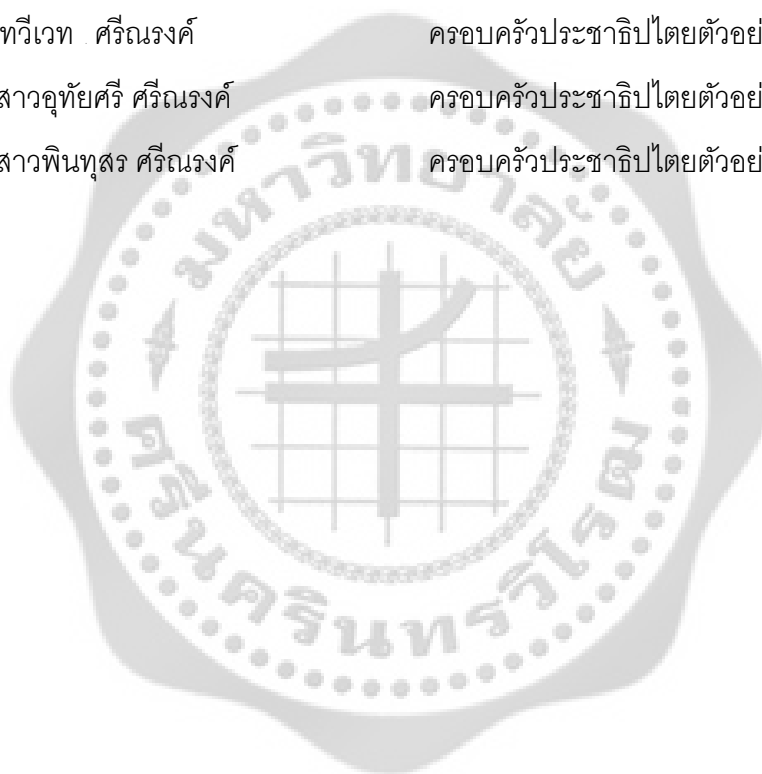 ทวีเวท ศรีณรงค์ ครอบครัวประชาธิปไตยตัวอย่
สาวอุทัยศรี ศรีณรงค์ ครอบครัวประชาธิปไตยตัวอย่
สาวพินทุสร ศรีณรงค์ ครอบครัวประชาธิปไตยตัวอย่
มหาวิทยาลัย
ศรีนครินทรวิโรฒ